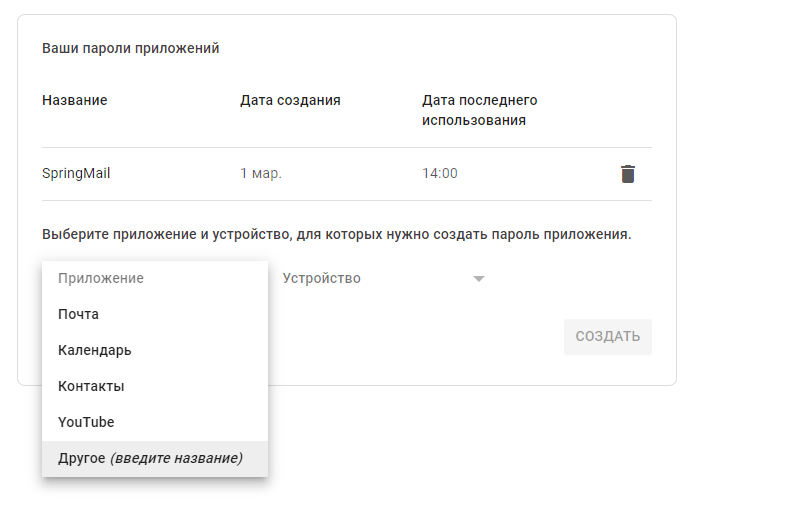 Ваши пароли приложений
Название Дата создания Дата последнего
использования
SpringMail 1 мар. 14:00
Выберите приложение и устройство, для которых нужно создать пароль приложения.
Приложение Устройство
Почта
СОЗДАТЬ
Календарь
Контакты
YouTube
Другое (введите название)